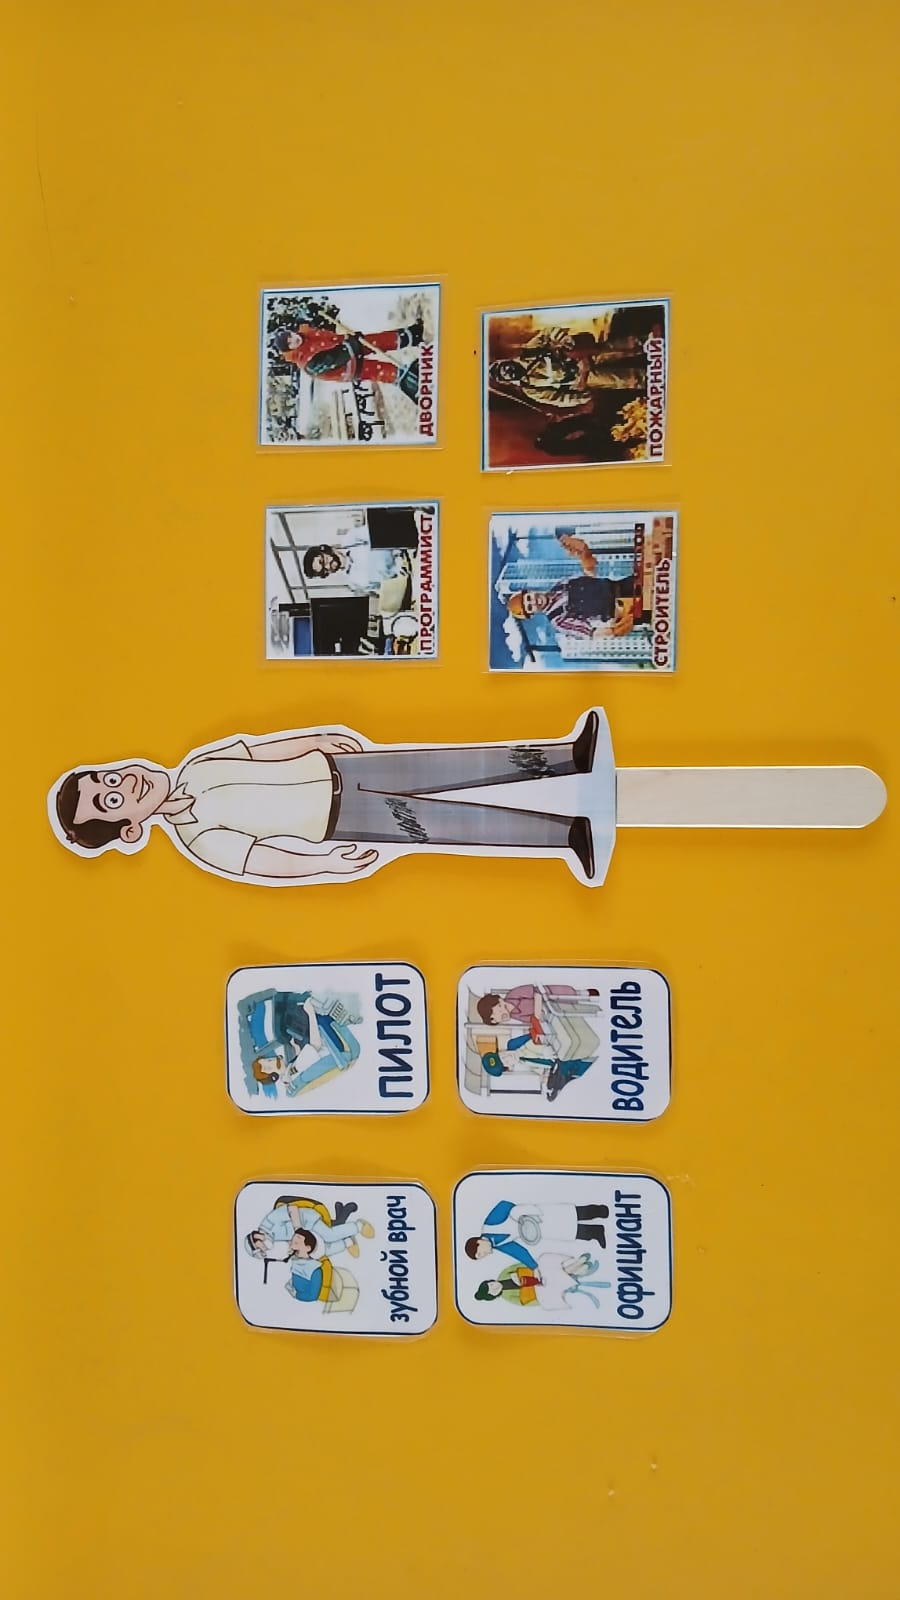 зубной врач
пилот
ПРОГРАММИСТ
ДВОРНИК
официант
водитель
СТРОИТЕЛЬ
ПОЖАРНЫЙ